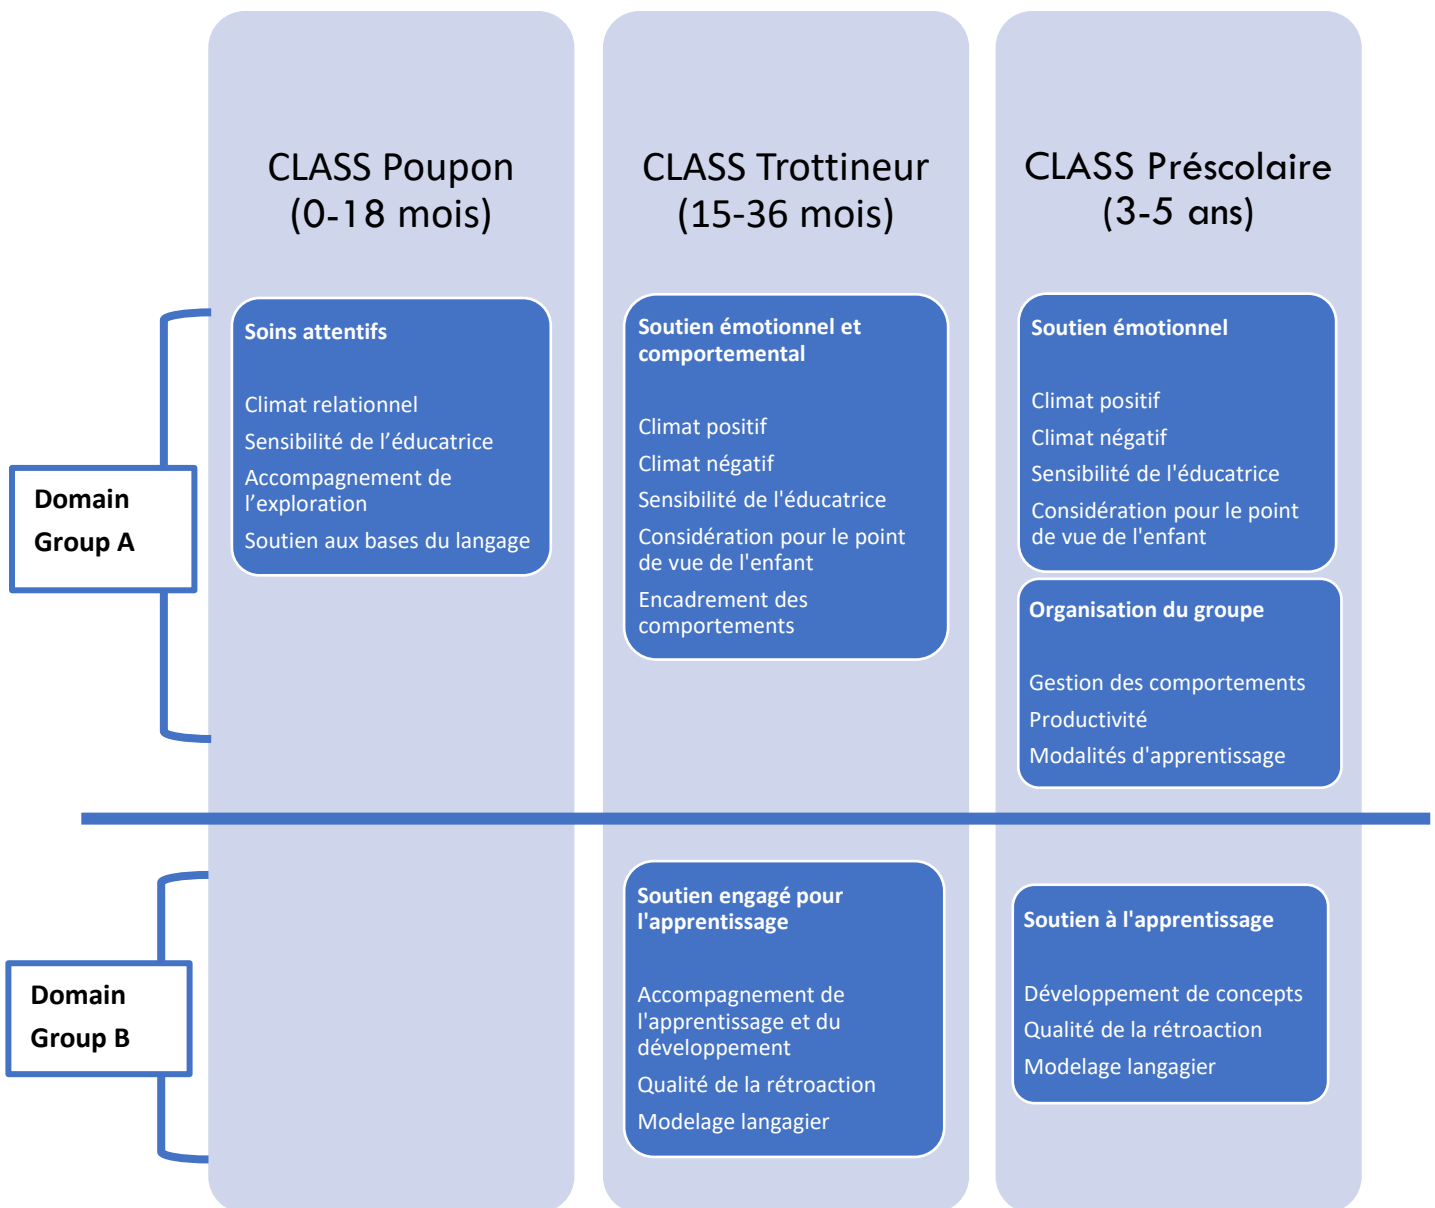 CLASS Poupon
(0-18 mois)
CLASS Trottineur
(15-36 mois)
CLASS Préscolaire
(3-5 ans)
Domain
Group A
Soins attentifs
Climat relationnel
Sensibilité de l’éducatrice
Accompagnement de
l’exploration
Soutien aux bases du langage
Soutien émotionnel et
comportemental
Climat positif
Climat négatif
Sensibilité de l'éducatrice
Considération pour le point
de vue de l'enfant
Encadrement des
comportements
Soutien émotionnel
Climat positif
Climat négatif
Sensibilité de l'éducatrice
Considération pour le point
de vue de l'enfant
Organisation du groupe
Gestion des comportements
Productivité
Modalités d'apprentissage
Domain
Group B
Soutien engagé pour
l'apprentissage
Accompagnement de
l'apprentissage et du
développement
Qualité de la rétroaction
Modelage langagier
Soutien à l'apprentissage
Développement de concepts
Qualité de la rétroaction
Modelage langagier